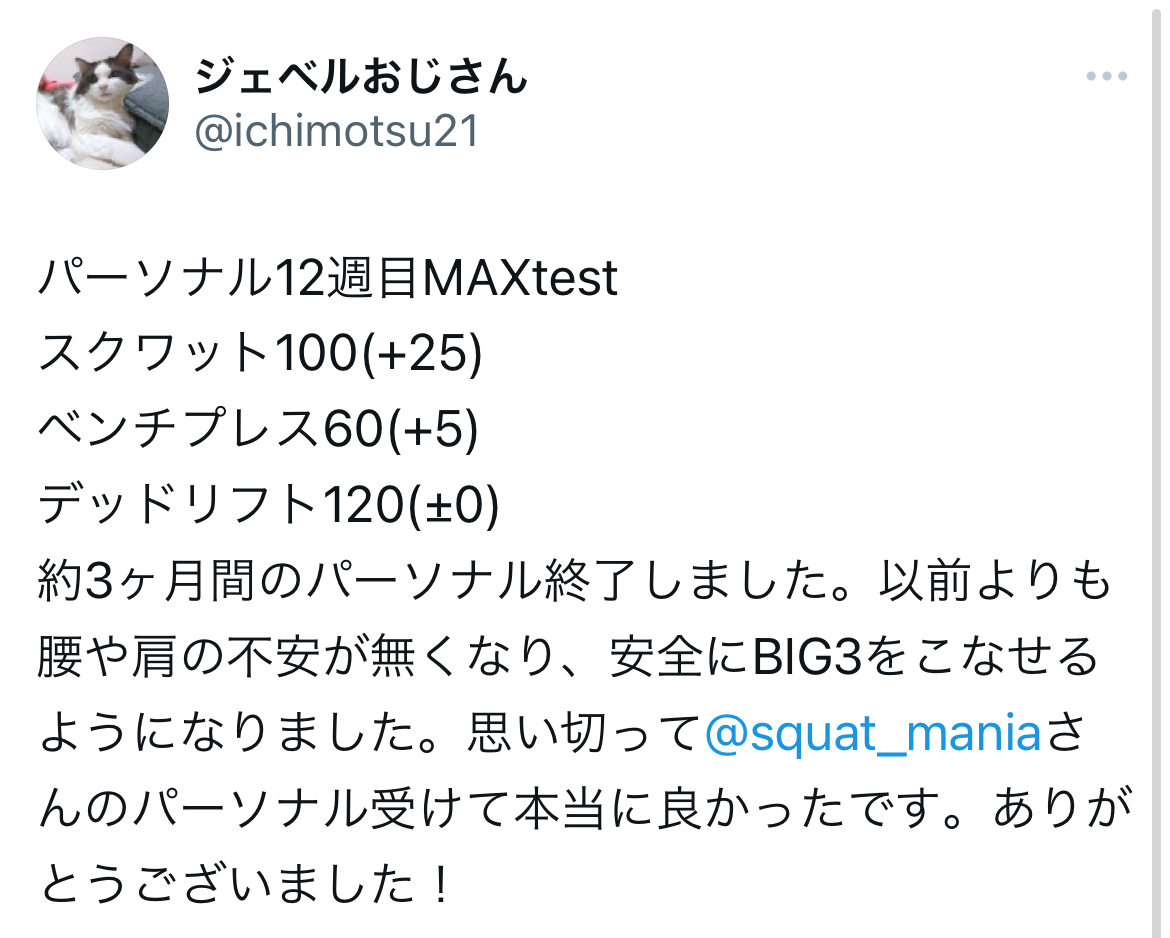 ジェベルおじさん
@ichimotsu21
パーソナル12週目MAXtest
スクワット100(+25)
ベンチプレス60(+5)
デッドリフト120(±0)
約3ヶ月間のパーソナル終了しました。以前よりも
腰や肩の不安が無くなり、安全にBIG3をこなせる
ようになりました。思い切って@squat_maniaさ
んのパーソナル受けて本当に良かったです。ありが
とうございました！